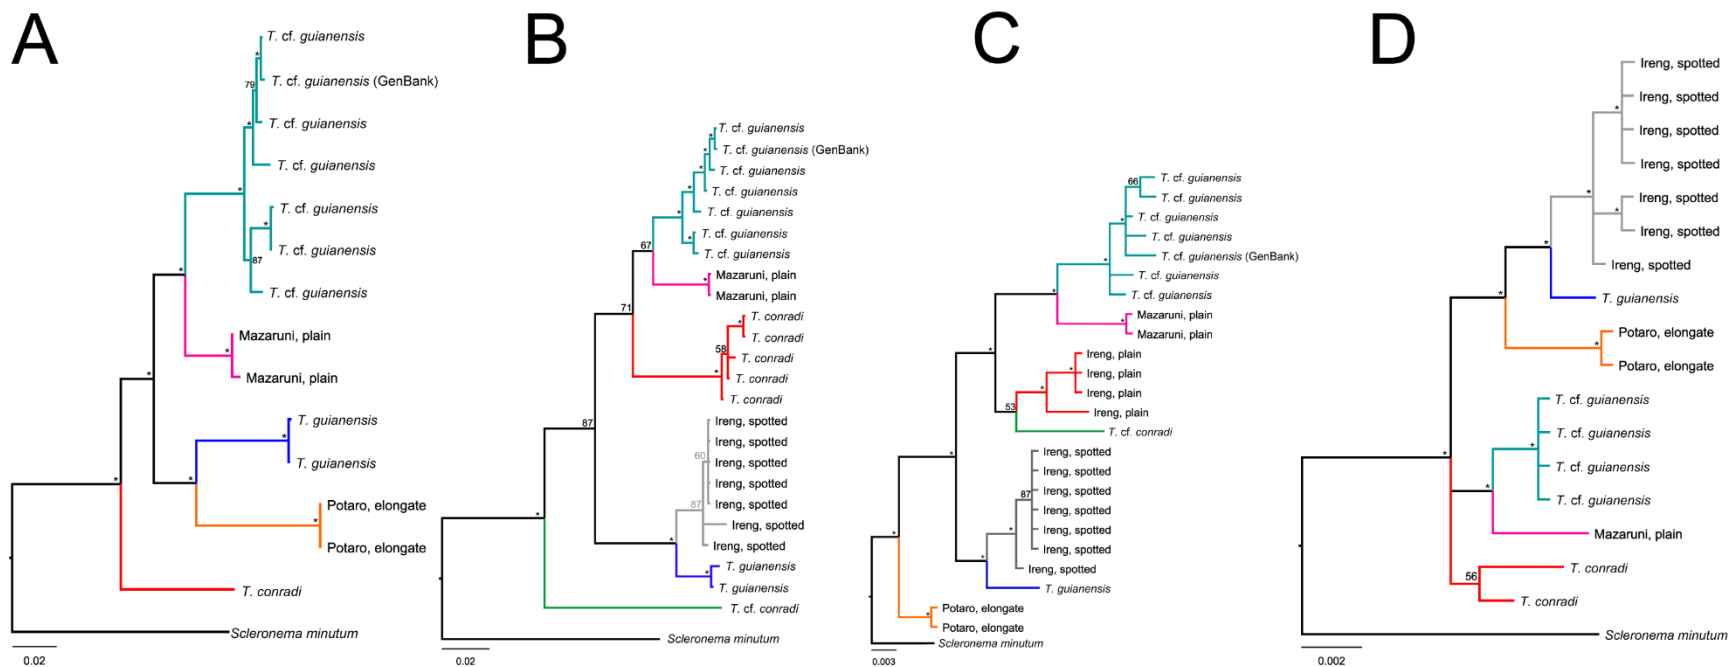 A
T. cf. guianensis
*
T. cf. guianensis (GenBank)
79
T. cf. guianensis
*
T. cf. guianensis
*
T. cf. guianensis
*
T. cf. guianensis
87
T. cf. guianensis
*
Mazaruni, plain
*
Mazaruni, plain
*
T. guianensis
*
T. guianensis
*
Potaro, elongate
*
Potaro, elongate
*
T. conradi
Scleronema minutum
0.02
B
T. cf. guianensis
*
T. cf. guianensis (GenBank)
*
T. cf. guianensis
*
T. cf. guianensis
*
T. cf. guianensis
*
T. cf. guianensis
*
T. cf. guianensis
67
Mazaruni, plain
*
Mazaruni, plain
71
T. conradi
*
T. conradi
58
T. conradi
*
T. conradi
T. conradi
87
Ireng, spotted
Ireng, spotted
60
Ireng, spotted
Ireng, spotted
87
Ireng, spotted
Ireng, spotted
Ireng, spotted
*
T. guianensis
*
T. guianensis
*
T. cf. conradi
Scleronema minutum
0.02
C
T. cf. guianensis
66
T. cf. guianensis
*
T. cf. guianensis
T. cf. guianensis
T. cf. guianensis (GenBank)
*
T. cf. guianensis
T. cf. guianensis
*
Mazaruni, plain
*
Mazaruni, plain
*
Ireng, plain
*
Ireng, plain
*
Ireng, plain
53
Ireng, plain
T. cf. conradi
*
Ireng, spotted
Ireng, spotted
87
Ireng, spotted
Ireng, spotted
*
Ireng, spotted
Ireng, spotted
Ireng, spotted
*
T. guianensis
*
Potaro, elongate
*
Potaro, elongate
Scleronema minutum
0.003
D
Ireng, spotted
Ireng, spotted
*
Ireng, spotted
Ireng, spotted
*
Ireng, spotted
*
Ireng, spotted
Ireng, spotted
*
T. guianensis
*
Potaro, elongate
*
Potaro, elongate
T. cf. guianensis
T. cf. guianensis
*
T. cf. guianensis
T. cf. guianensis
*
Mazaruni, plain
*
T. conradi
56
T. conradi
Scleronema minutum
0.002